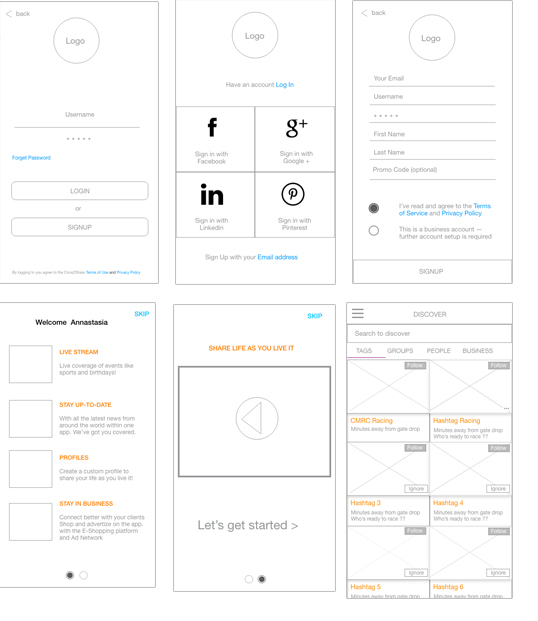 back
Logo
Username
* * * * *
Forget Password
LOGIN
or
SIGNUP
By logging in you agree to the Cross2Share Terms of Use and Privacy Policy
Logo
Have an account Log In
f
Sign in with
Facebook
g+
Sign in with
Google +
in
Sign in with
Linkedin
Sign in with
Pinterest
Sign Up with your Email address
back
Logo
Your Email
Username
* * * * *
First Name
Last Name
Promo Code (optional)
I've read and agree to the Terms
of Service and Privacy Policy
This is a business account —
further account setup is required
SIGNUP
SKIP
Welcome Annastasia
LIVE STREAM
Live coverage of events like
sports and birthdays!
STAY UP-TO-DATE
With all the latest news from
around the world within one
app. We've got you covered.
PROFILES
Create a custom profile to
share your life as you live it!
STAY IN BUSINESS
Connect better with your clients
Shop and advertize on the app.
with the E-Shopping platform
and Ad Network
SKIP
SHARE LIFE AS YOU LIVE IT
Let's get started >
DISCOVER
Search to discover
TAGS GROUPS PEOPLE BUSINESS
Follow Follow
...
CMRC Racing
Minutes away from gate drop
Hashtag Racing
Minutes away from gate drop
Who's ready to race ??
Follow Follow
Ignore Ignore
Hashtag 3
Minutes away from gate drop
Who's ready to race ??
Hashtag 4
Minutes away from gate drop
Who's ready to race ??
Follow Follow
Ignore Ignore
Hashtag 5
Minutes away from gate drop
Hashtag 6
Minutes away from gate drop